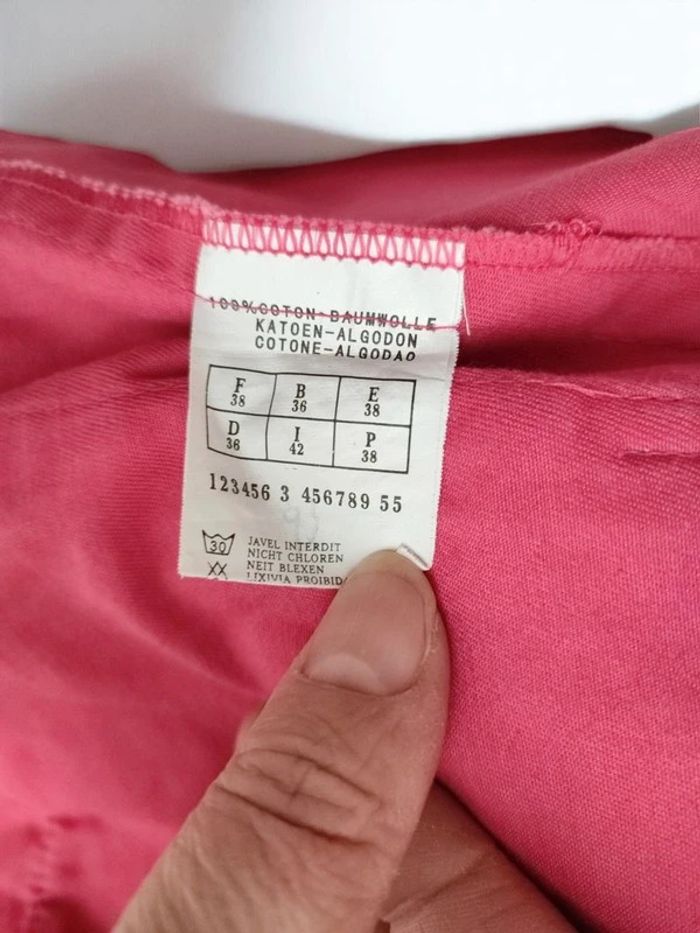 100%COTON-BAUMWOLLE
KATOEN-ALGODON
COTONE-ALGODAO
F B E
38 36 38
D I P
36 42 38
123456 3 456789 55
30 JAVEL INTERDIT
NICHT CHLOREN
NEIT BLEXEN
LIXIVIA PROIBIDA